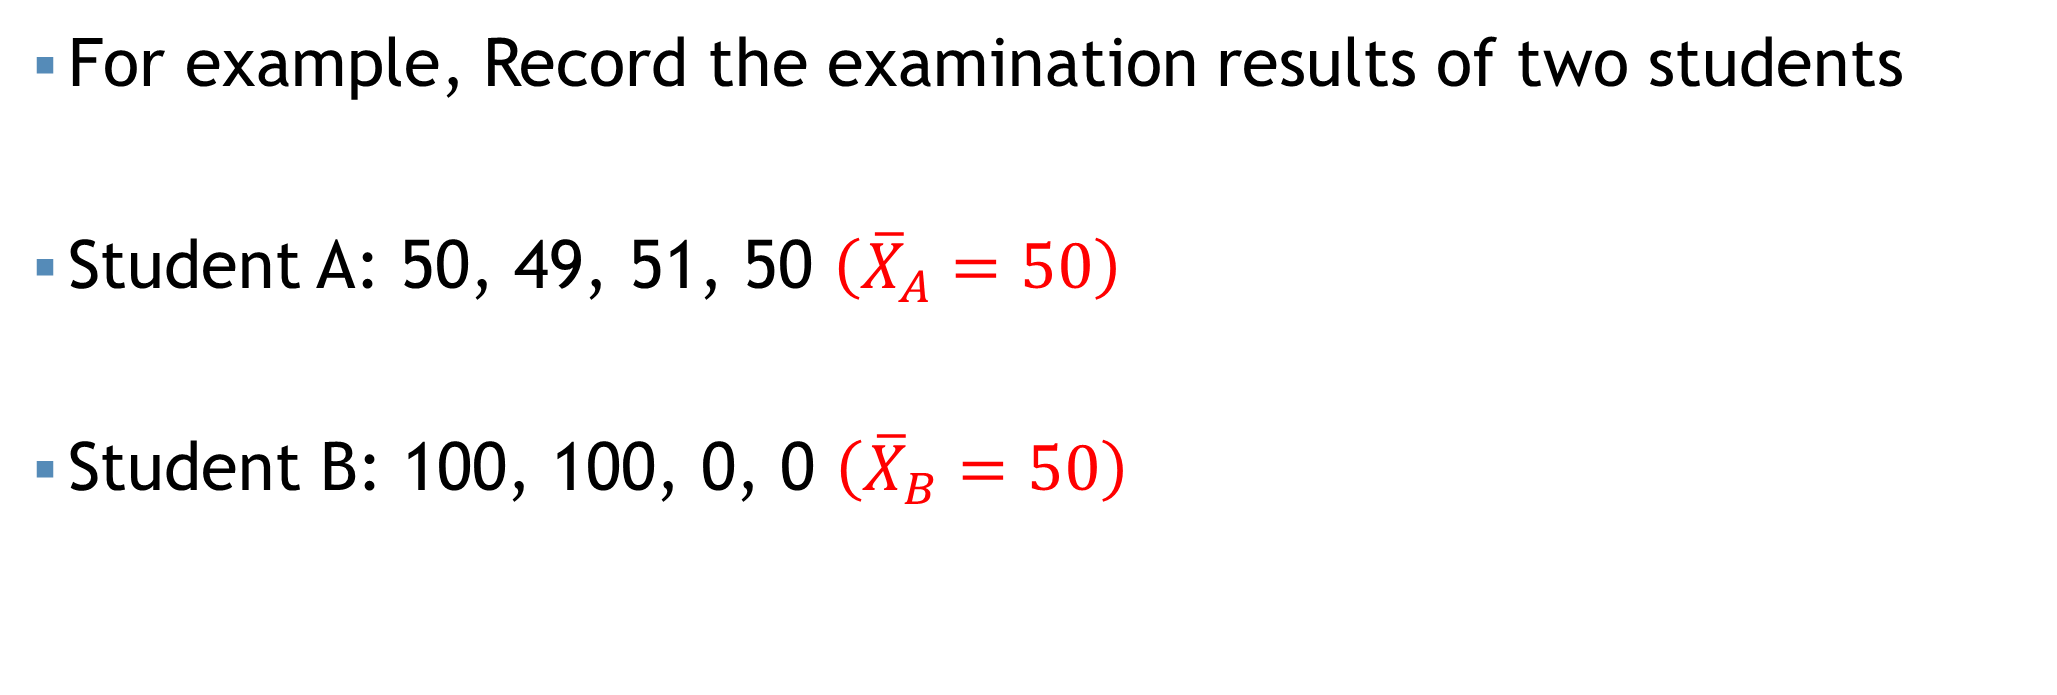 ▪ For example, Record the examination results of two students
▪ Student A: 50, 49, 51, 50 (X̄_A = 50)
▪ Student B: 100, 100, 0, 0 (X̄_B = 50)